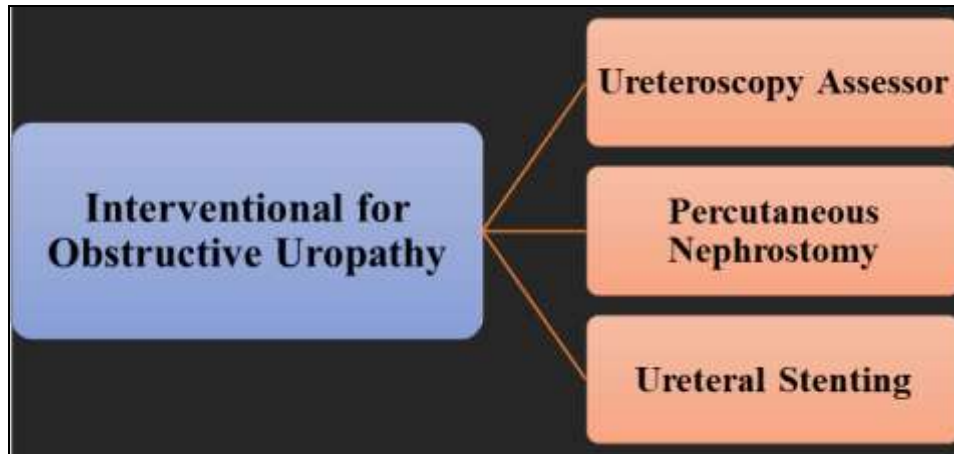 Interventional for
Obstructive Uropathy
Ureteroscopy Assessor
Percutaneous
Nephrostomy
Ureteral Stenting